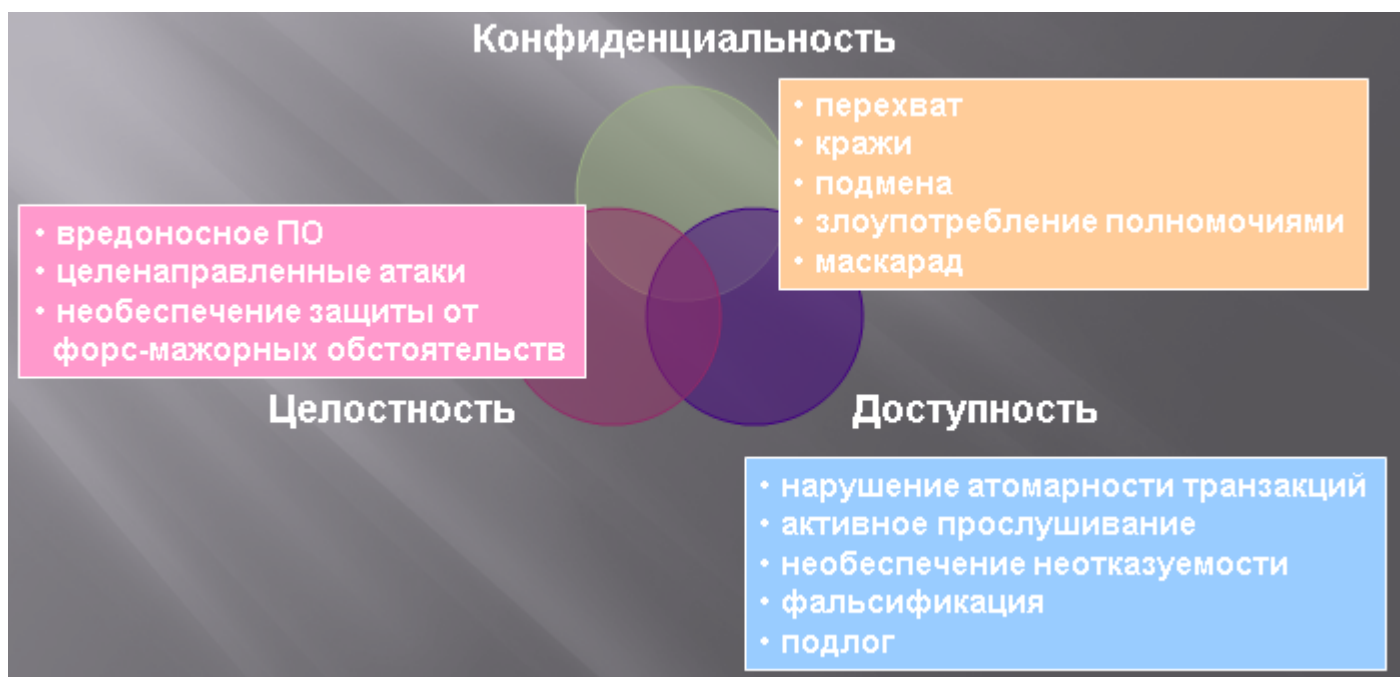 Конфиденциальность
• перехват
• кражи
• подмена
• злоупотребление полномочиями
• маскарад
• вредоносное ПО
• целенаправленные атаки
• необеспечение защиты от
форс-мажорных обстоятельств
Целостность
Доступность
• нарушение атомарности транзакций
• активное прослушивание
• необеспечение неотказуемости
• фальсификация
• подлог